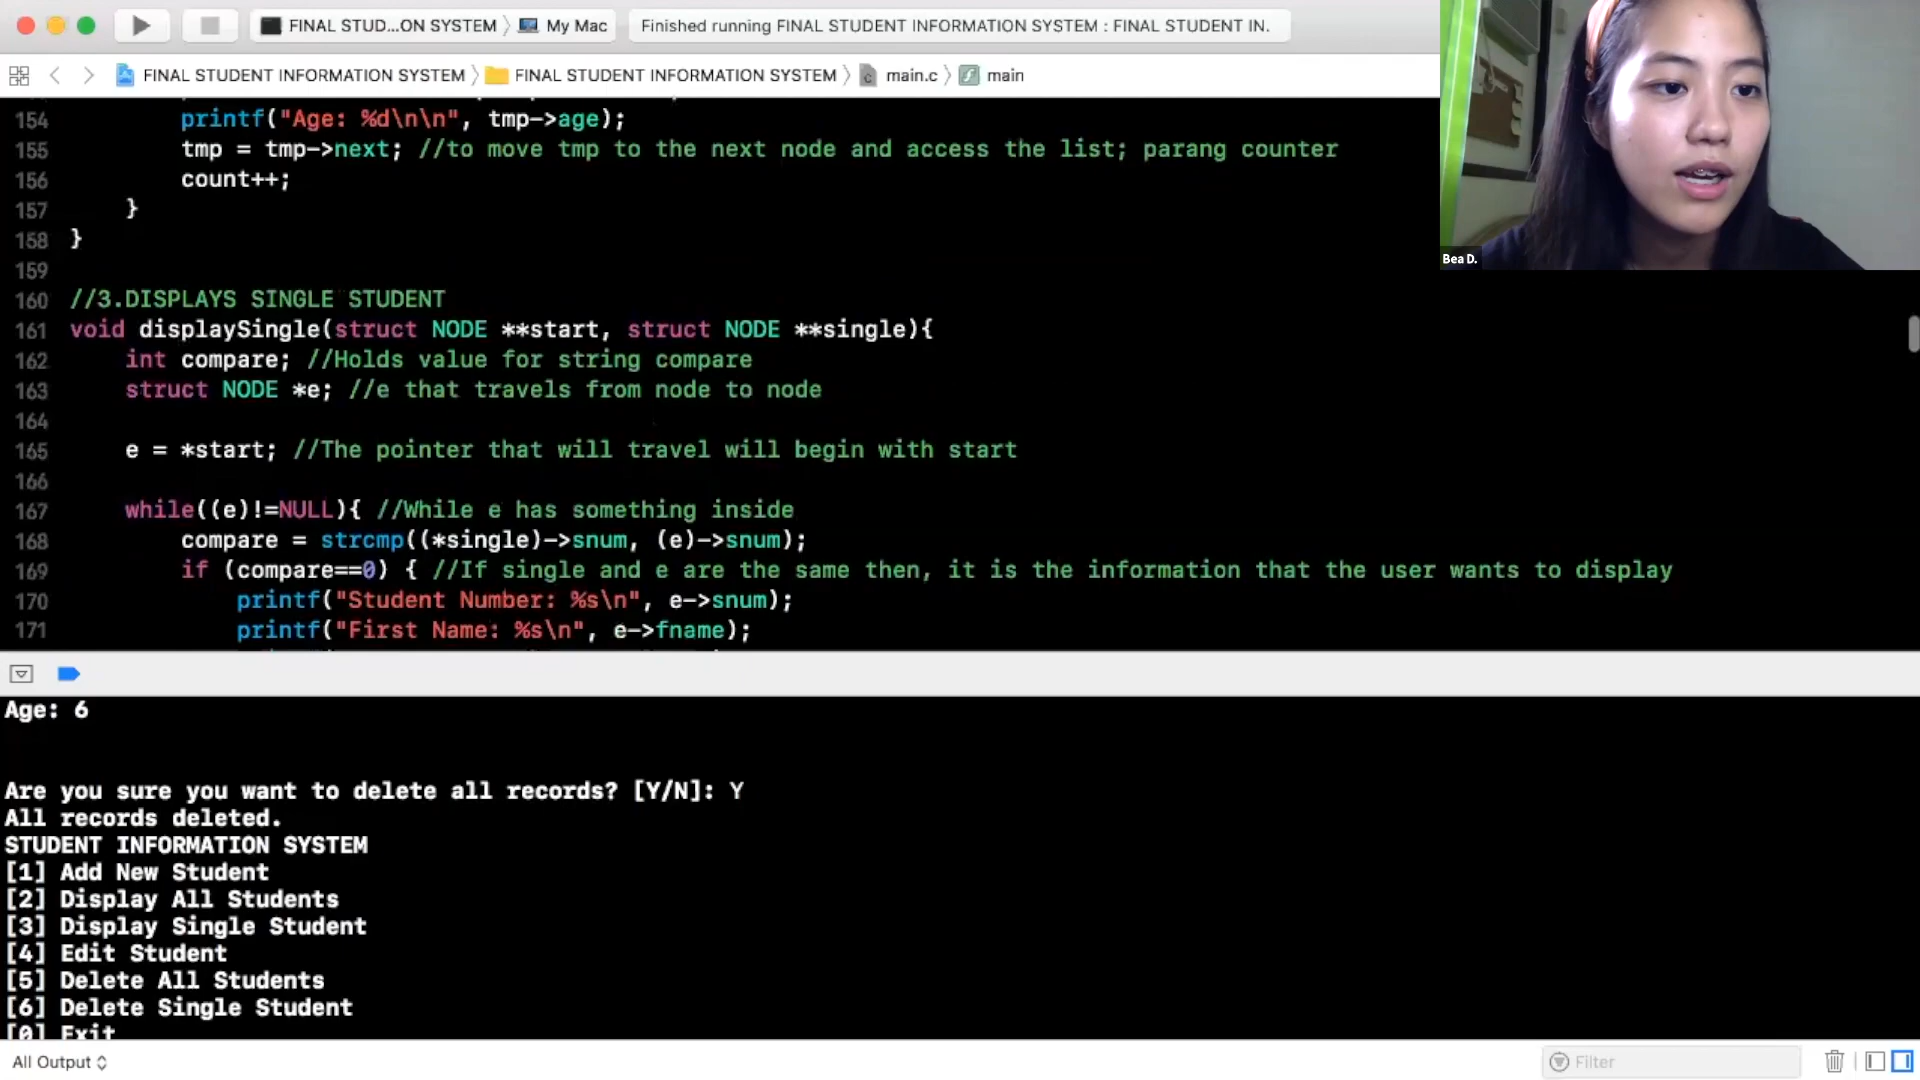 FINAL STUD...ON SYSTEM 〉 My Mac
Finished running FINAL STUDENT INFORMATION SYSTEM : FINAL STUDENT IN.
FINAL STUDENT INFORMATION SYSTEM 〉 FINAL STUDENT INFORMATION SYSTEM 〉 main.c 〉 main
Bea D.
154 printf("Age: %d\n\n", tmp->age);
155 tmp = tmp->next; //to move tmp to the next node and access the list; parang counter
156 count++;
157 }
158 }
159
160 //3.DISPLAYS SINGLE STUDENT
161 void displaySingle(struct NODE **start, struct NODE **single){
162 int compare; //Holds value for string compare
163 struct NODE *e; //e that travels from node to node
164
165 e = *start; //The pointer that will travel will begin with start
166
167 while((e)!=NULL){ //While e has something inside
168 compare = strcmp((*single)->snum, (e)->snum);
169 if (compare==0) { //If single and e are the same then, it is the information that the user wants to display
170 printf("Student Number: %s\n", e->snum);
171 printf("First Name: %s\n", e->fname);
Age: 6
Are you sure you want to delete all records? [Y/N]: Y
All records deleted.
STUDENT INFORMATION SYSTEM
[1] Add New Student
[2] Display All Students
[3] Display Single Student
[4] Edit Student
[5] Delete All Students
[6] Delete Single Student
[0] Exit
All Output
Filter